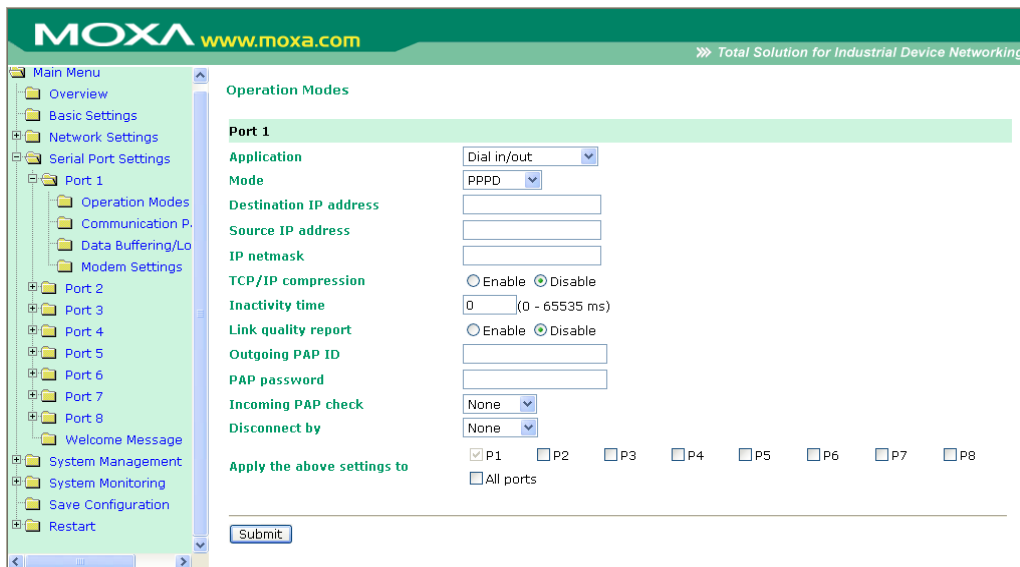 MOXA www.moxa.com
Total Solution for Industrial Device Networking
Main Menu
Overview
Basic Settings
Network Settings
Serial Port Settings
Port 1
Operation Modes
Communication P
Data Buffering/Lo
Modem Settings
Port 2
Port 3
Port 4
Port 5
Port 6
Port 7
Port 8
Welcome Message
System Management
System Monitoring
Save Configuration
Restart
Operation Modes
Port 1
Application Dial in/out
Mode PPPD
Destination IP address
Source IP address
IP netmask
TCP/IP compression Enable Disable
Inactivity time 0 (0 - 65535 ms)
Link quality report Enable Disable
Outgoing PAP ID
PAP password
Incoming PAP check None
Disconnect by None
Apply the above settings to P1 P2 P3 P4 P5 P6 P7 P8
All ports
Submit